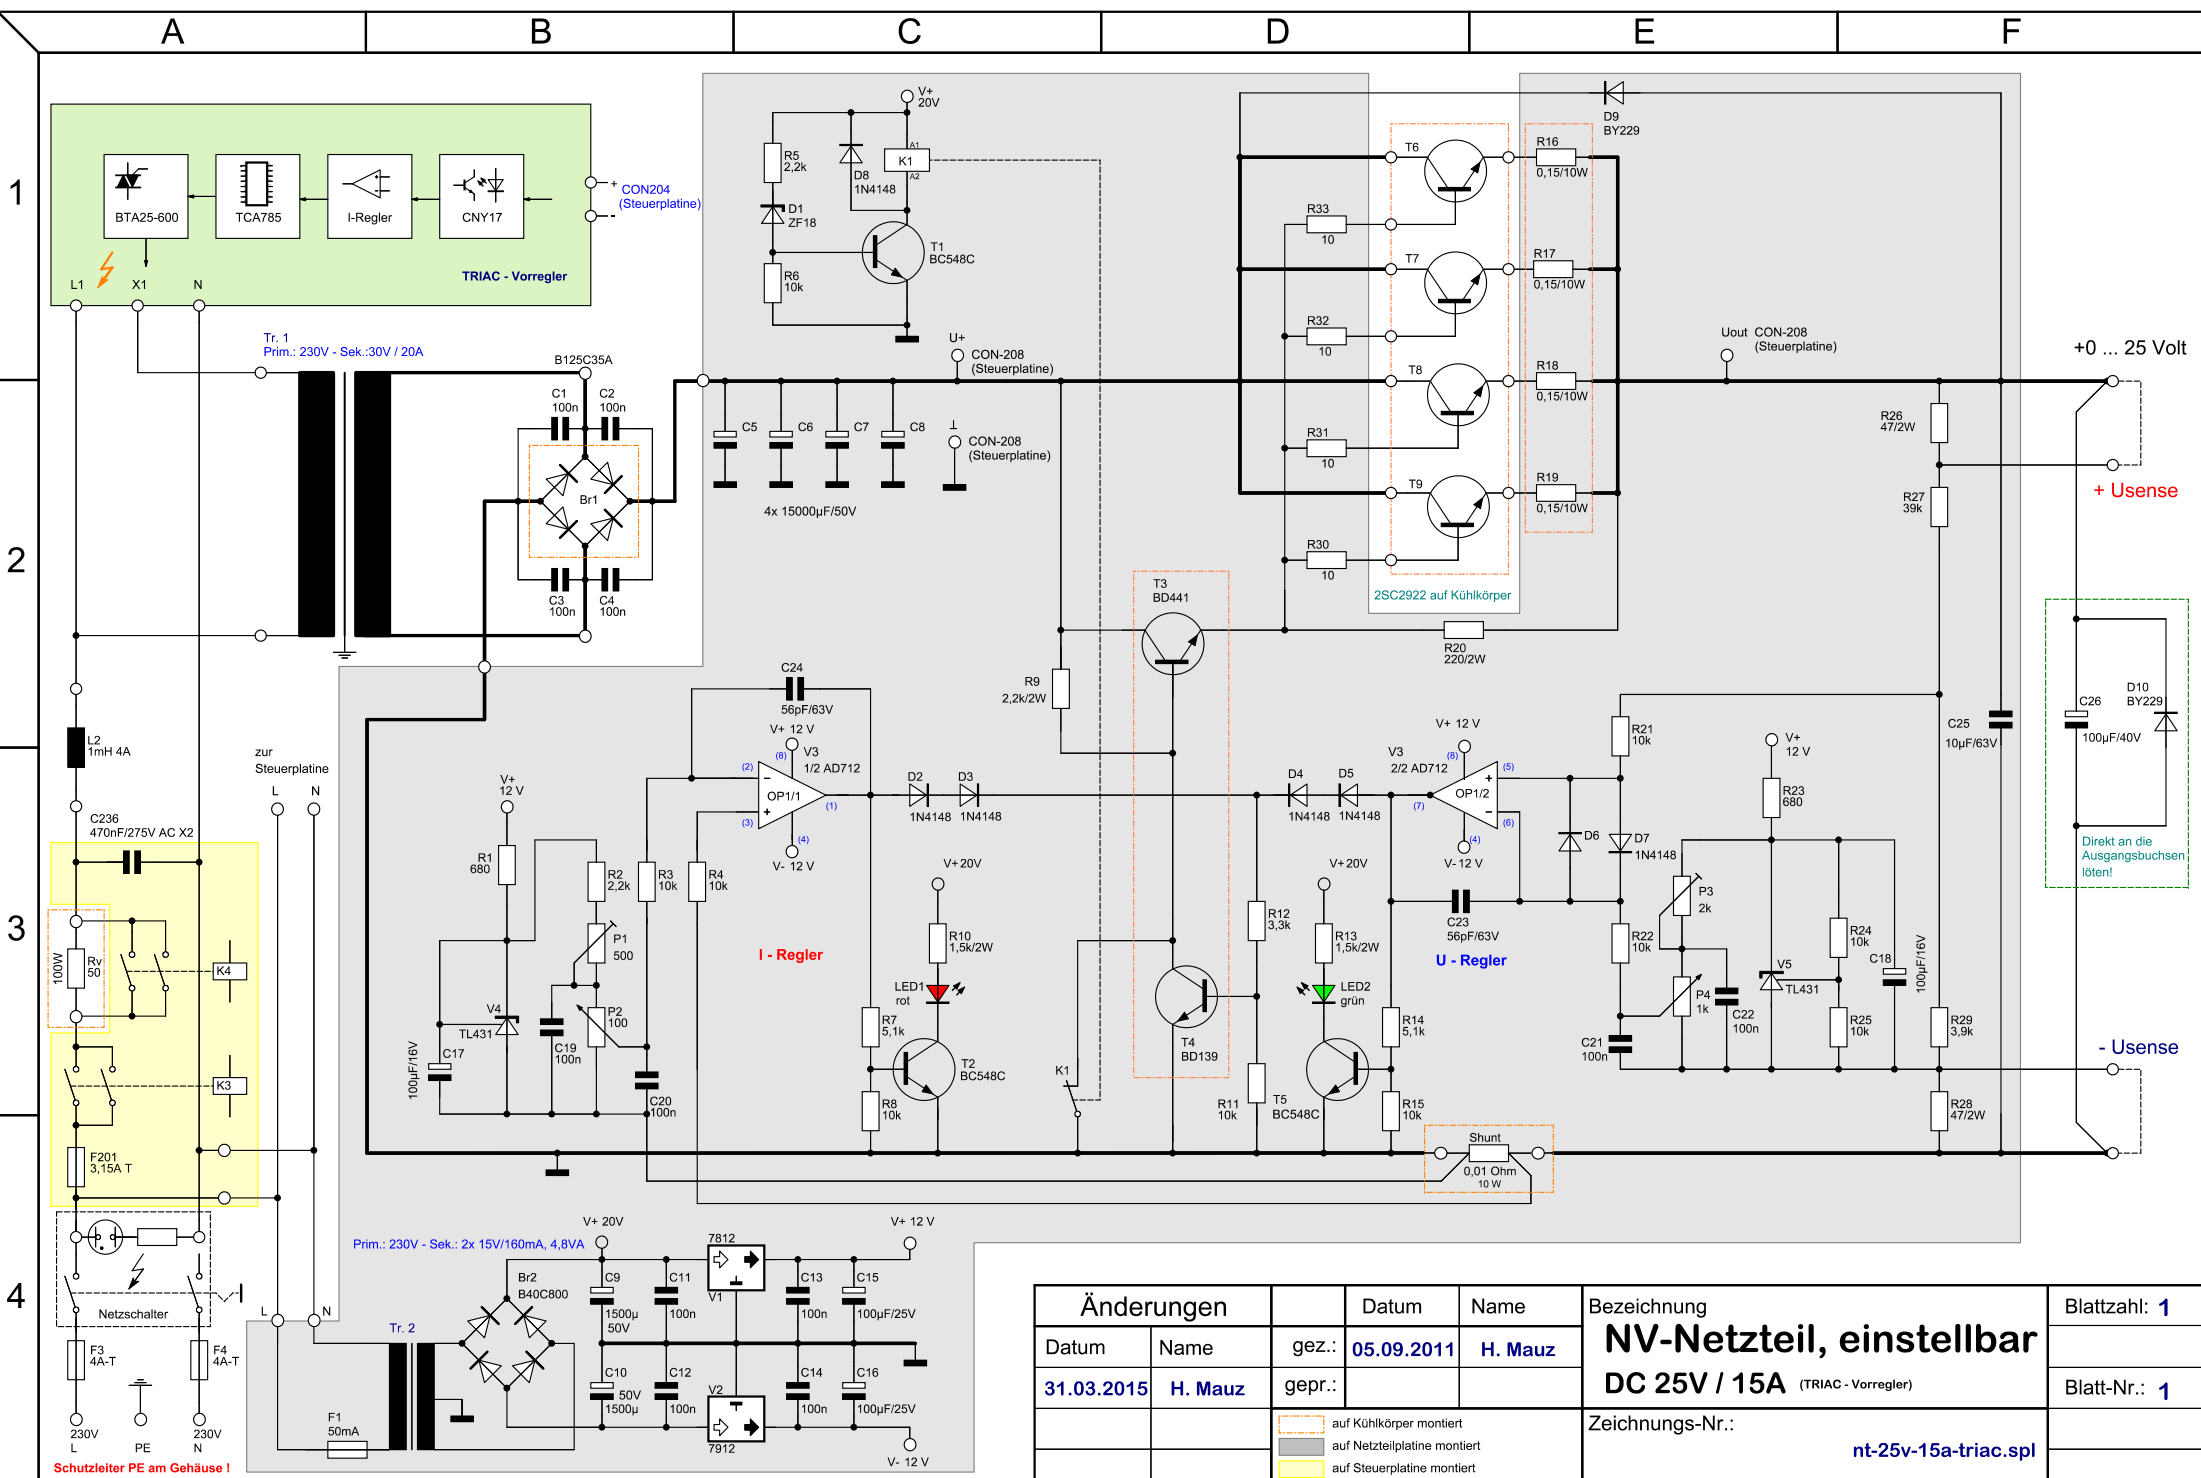 A B C D E F
1
2
3
4
BTA25-600
TCA785
I-Regler
CNY17
+
-
CON204
(Steuerplatine)
TRIAC - Vorregler
L1
X1
N
Tr. 1
Prim.: 230V - Sek.:30V / 20A
B125C35A
C1
100n
C2
100n
Br1
C3
100n
C4
100n
V+
20V
R5
2,2k
D8
1N4148
K1
A1
A2
D1
ZF18
R6
10k
T1
BC548C
U+
CON-208
(Steuerplatine)
C5
C6
C7
C8
⊥
CON-208
(Steuerplatine)
4x 15000µF/50V
D9
BY229
T6
R16
0,15/10W
R33
10
T7
R17
0,15/10W
R32
10
T8
R18
0,15/10W
R31
10
T9
R19
0,15/10W
R30
10
2SC2922 auf Kühlkörper
Uout CON-208
(Steuerplatine)
+0 ... 25 Volt
R26
47/2W
+ Usense
R27
39k
T3
BD441
R20
220/2W
R9
2,2k/2W
C24
56pF/63V
V+ 12 V
(8)
V3
1/2 AD712
(2)
OP1/1
(1)
(3)
(4)
V- 12 V
D2
1N4148
D3
1N4148
D4
1N4148
D5
1N4148
V+ 12 V
(8)
V3
2/2 AD712
(5)
OP1/2
(7)
(6)
(4)
V- 12 V
R21
10k
V+
12 V
R23
680
C25
10µF/63V
C26
100µF/40V
D10
BY229
Direkt an die
Ausgangsbuchsen
löten!
L2
1mH 4A
zur
Steuerplatine
L
N
C236
470nF/275V AC X2
V+
12 V
R1
680
R2
2,2k
R3
10k
R4
10k
P1
500
P2
100
V4
TL431
C17
100µF/16V
C19
100n
C20
100n
I - Regler
V+20V
R10
1,5k/2W
LED1
rot
R7
5,1k
T2
BC548C
R8
10k
K1
T4
BD139
R12
3,3k
V+20V
R13
1,5k/2W
LED2
grün
R14
5,1k
R11
10k
T5
BC548C
R15
10k
C23
56pF/63V
U - Regler
D6
D7
1N4148
R22
10k
P3
2k
P4
1k
C21
100n
C22
100n
V5
TL431
R24
10k
R25
10k
C18
100µF/16V
R29
3,9k
- Usense
R28
47/2W
Shunt
0,01 Ohm
10 W
100W
Rv
50
K4
K3
F201
3,15A T
Netzschalter
F3
4A-T
F4
4A-T
230V
L
PE
230V
N
Schutzleiter PE am Gehäuse !
L
N
Prim.: 230V - Sek.: 2x 15V/160mA, 4,8VA
Tr. 2
F1
50mA
Br2
B40C800
V+ 20V
C9
1500µ
50V
C11
100n
7812
V1
C13
100n
C15
100µF/25V
V+ 12 V
C10
50V
1500µ
C12
100n
V2
7912
C14
100n
C16
100µF/25V
V- 12 V
Änderungen
Datum Name
Datum Name
31.03.2015 H. Mauz
gez.: 05.09.2011 H. Mauz
gepr.:
auf Kühlkörper montiert
auf Netzteilplatine montiert
auf Steuerplatine montiert
Bezeichnung
NV-Netzteil, einstellbar
DC 25V / 15A (TRIAC - Vorregler)
Zeichnungs-Nr.:
nt-25v-15a-triac.spl
Blattzahl: 1
Blatt-Nr.: 1